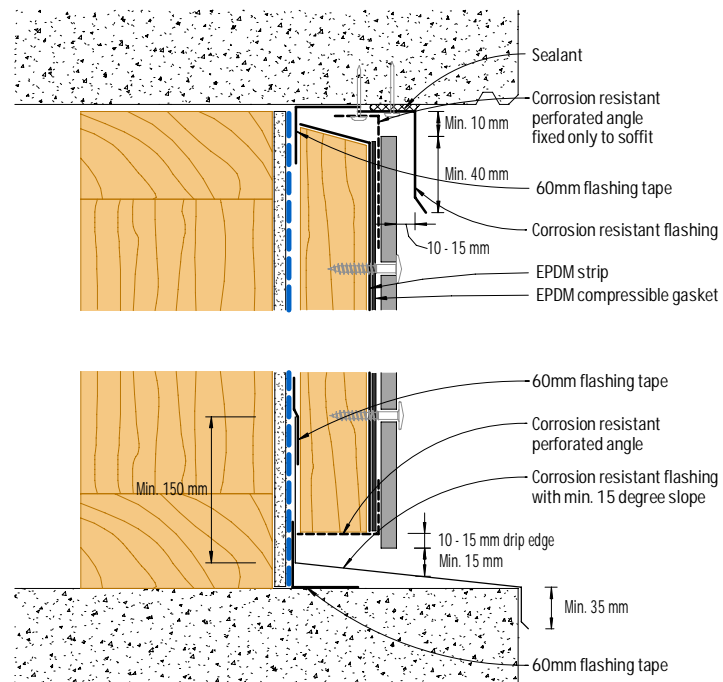 Sealant
Corrosion resistant
perforated angle
fixed only to soffit
Min. 10 mm
Min. 40 mm
60mm flashing tape
Corrosion resistant flashing
10 - 15 mm
EPDM strip
EPDM compressible gasket
60mm flashing tape
Corrosion resistant
perforated angle
Min. 150 mm
Corrosion resistant flashing
with min. 15 degree slope
10 - 15 mm drip edge
Min. 15 mm
Min. 35 mm
60mm flashing tape